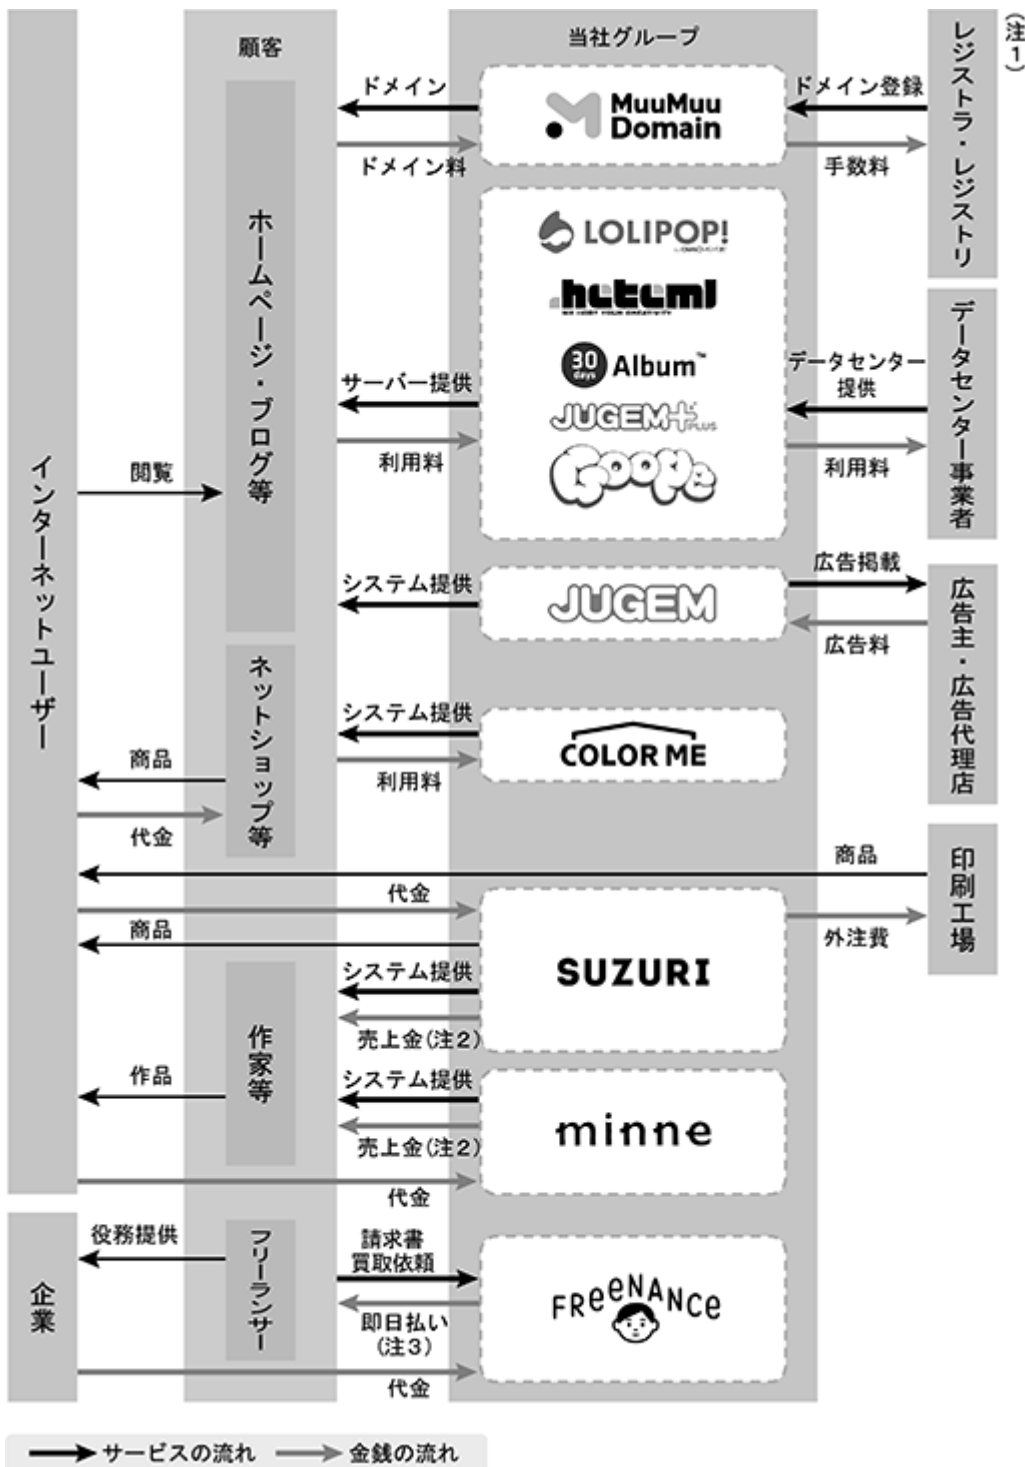 顧客
当社グループ
(注1)
レジストラ・レジストリ
ドメイン
MuuMuu
Domain
ドメイン登録
ドメイン料
手数料
ホームページ・ブログ等
LOLIPOP!
30
days
Album™
データセンター
提供
サーバー提供
JUGEM+
PLUS
利用料
Goope
利用料
データセンター事業者
インターネットユーザー
閲覧
システム提供
JUGEM
広告掲載
広告料
広告主・広告代理店
ネットショップ等
システム提供
COLOR ME
利用料
商品
代金
商品
印刷工場
代金
外注費
商品
SUZURI
システム提供
売上金(注2)
作家等
作品
システム提供
minne
売上金(注2)
代金
企業
役務提供
フリーランサー
請求書
買取依頼
FReeNANCe
即日払い
(注3)
代金
サービスの流れ
金銭の流れ